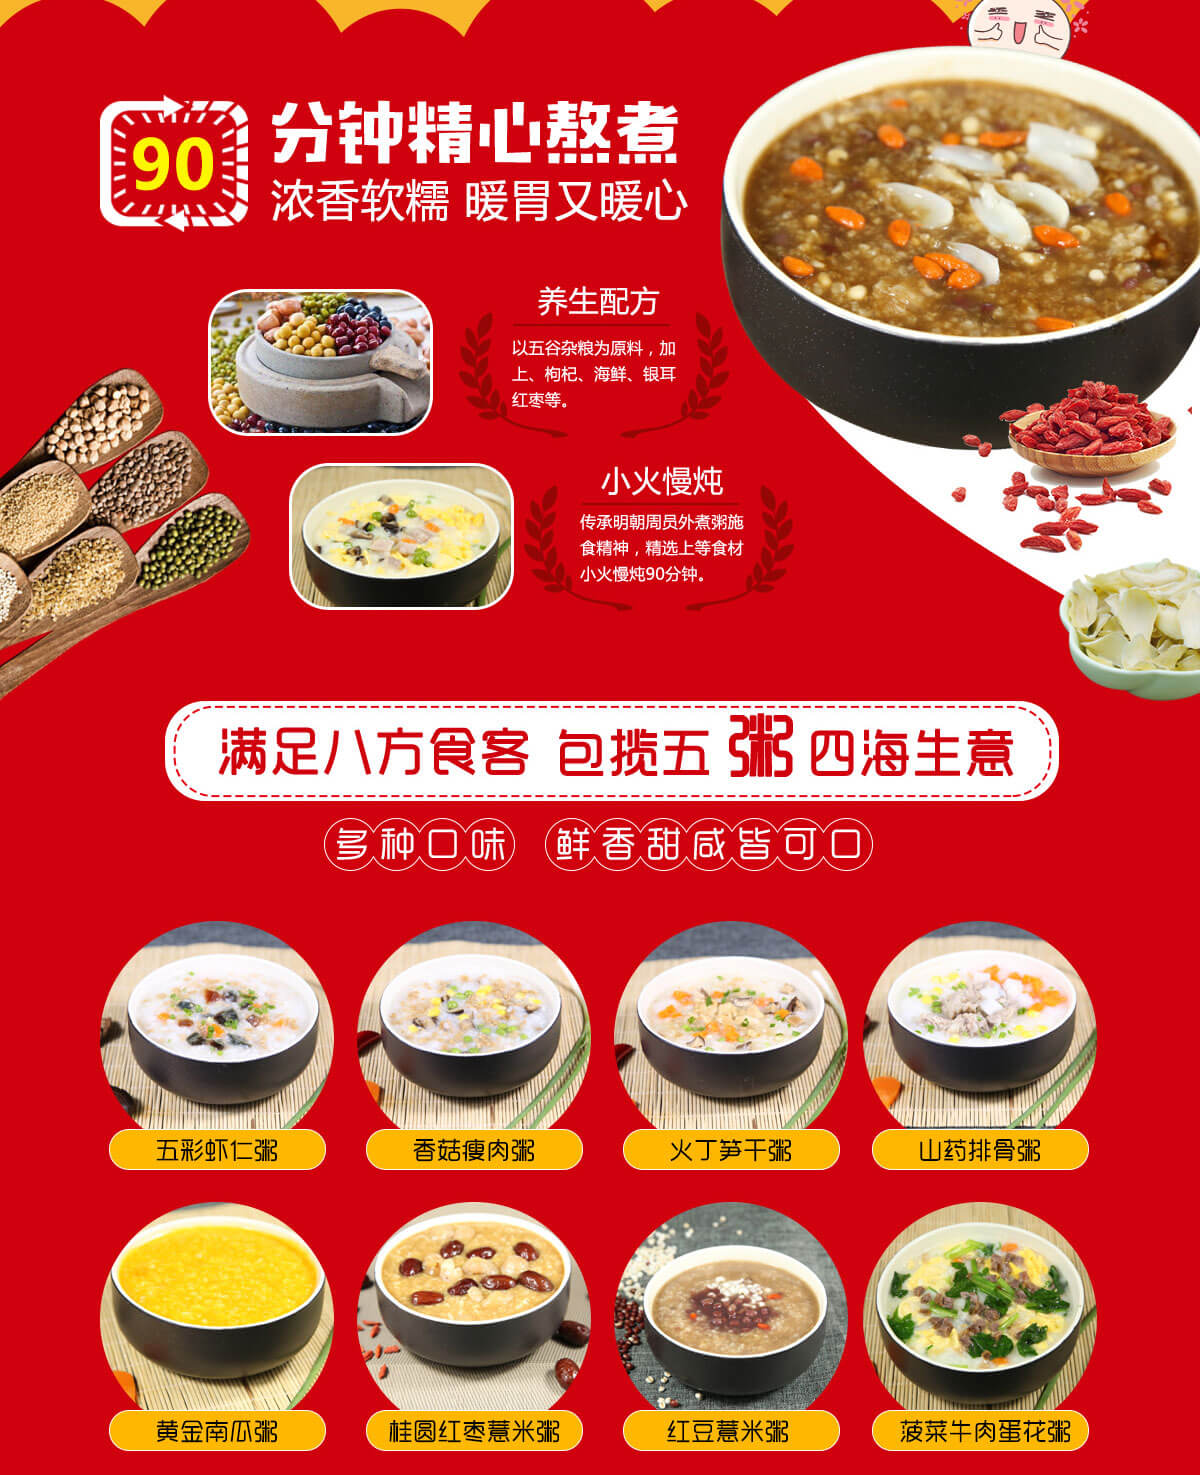 90
分钟精心熬煮
浓香软糯 暖胃又暖心
养生配方
以五谷杂粮为原料，加
上、枸杞、海鲜、银耳
红枣等。
小火慢炖
传承明朝周员外煮粥施
食精神，精选上等食材
小火慢炖90分钟。
满足八方食客 包揽五粥四海生意
多种口味 鲜香甜咸皆可口
五彩虾仁粥
香菇瘦肉粥
火丁笋干粥
山药排骨粥
黄金南瓜粥
桂圆红枣薏米粥
红豆薏米粥
菠菜牛肉蛋花粥